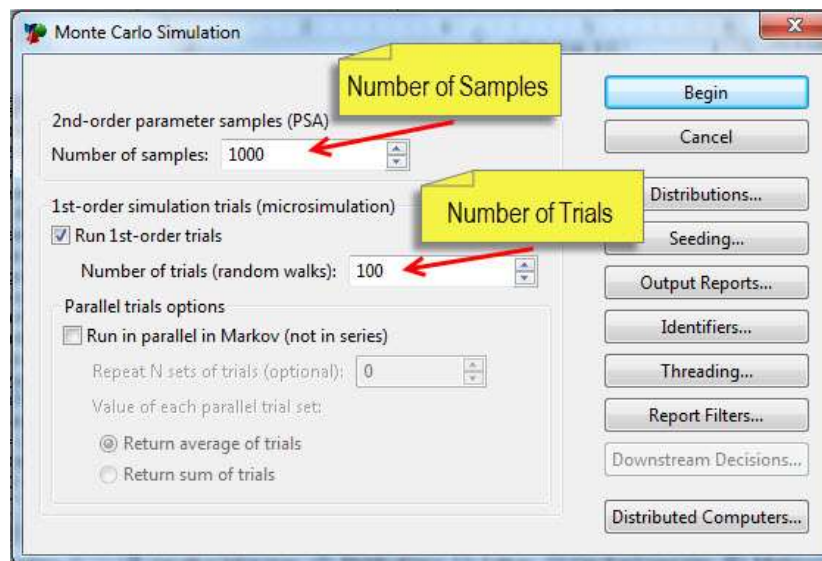 Monte Carlo Simulation
Number of Samples
2nd-order parameter samples (PSA)
Number of samples: 1000
1st-order simulation trials (microsimulation)
Number of Trials
Run 1st-order trials
Number of trials (random walks): 100
Parallel trials options
Run in parallel in Markov (not in series)
Repeat N sets of trials (optional): 0
Value of each parallel trial set:
Return average of trials
Return sum of trials
Begin
Cancel
Distributions...
Seeding...
Output Reports...
Identifiers...
Threading...
Report Filters...
Downstream Decisions...
Distributed Computers...